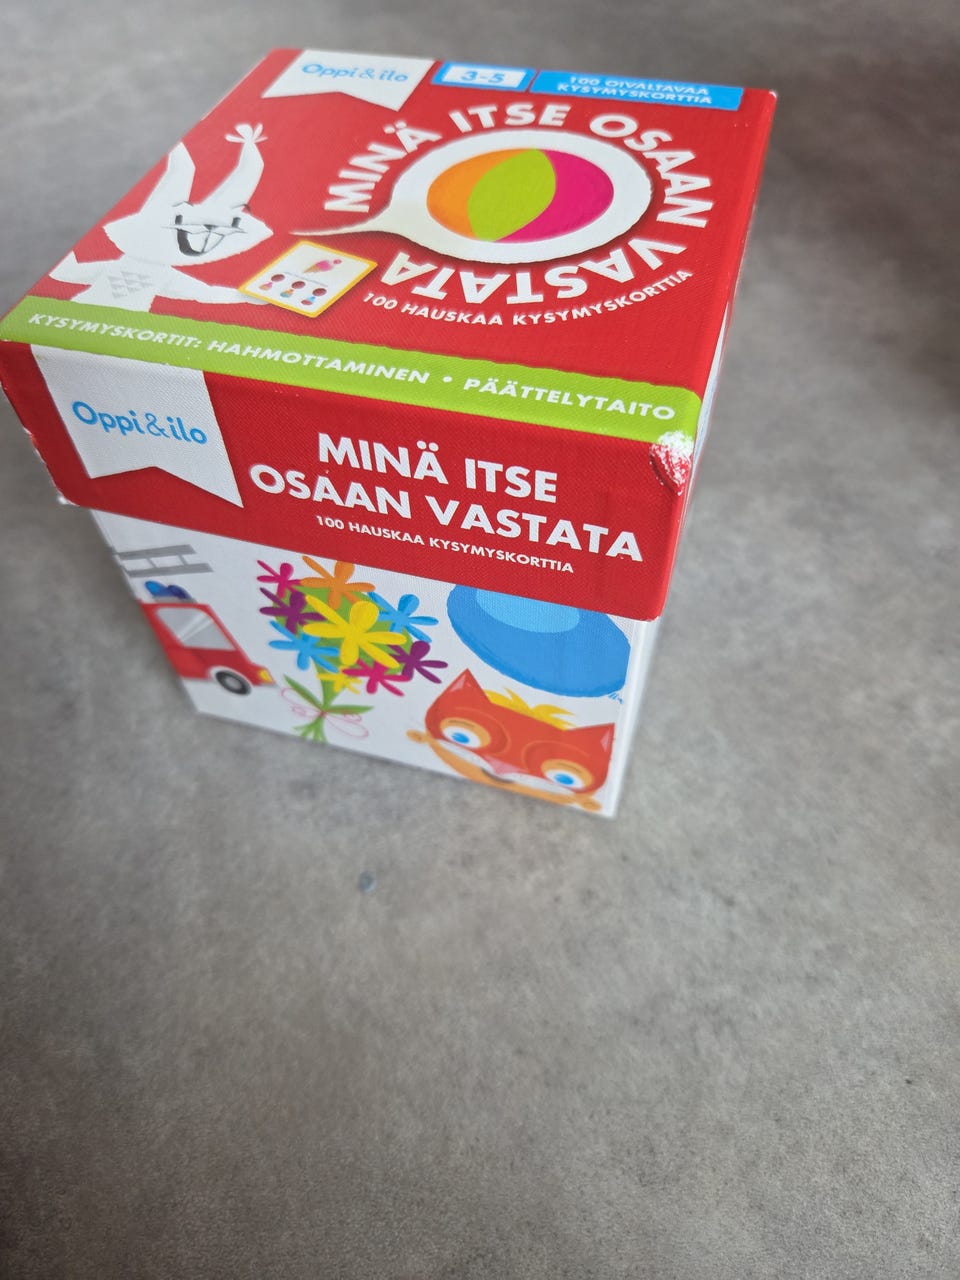 Oppi&ilo
3-5
100 OIVALTAVAA
KYSYMYSKORTTIA
MINÄ ITSE OSAAN VASTATA
100 HAUSKAA KYSYMYSKORTTIA
KYSYMYSKORTIT: HAHMOTTAMINEN • PÄÄTTELYTAITO
Oppi&ilo
MINÄ ITSE
OSAAN VASTATA
100 HAUSKAA KYSYMYSKORTTIA